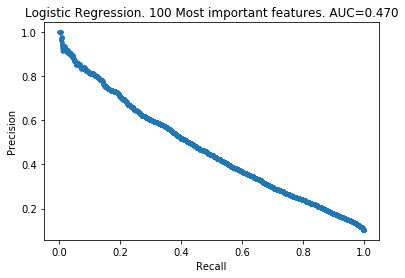 Logistic Regression. 100 Most important features. AUC=0.470
1.0
0.8
0.6
0.4
0.2
Precision
0.0 0.2 0.4 0.6 0.8 1.0
Recall